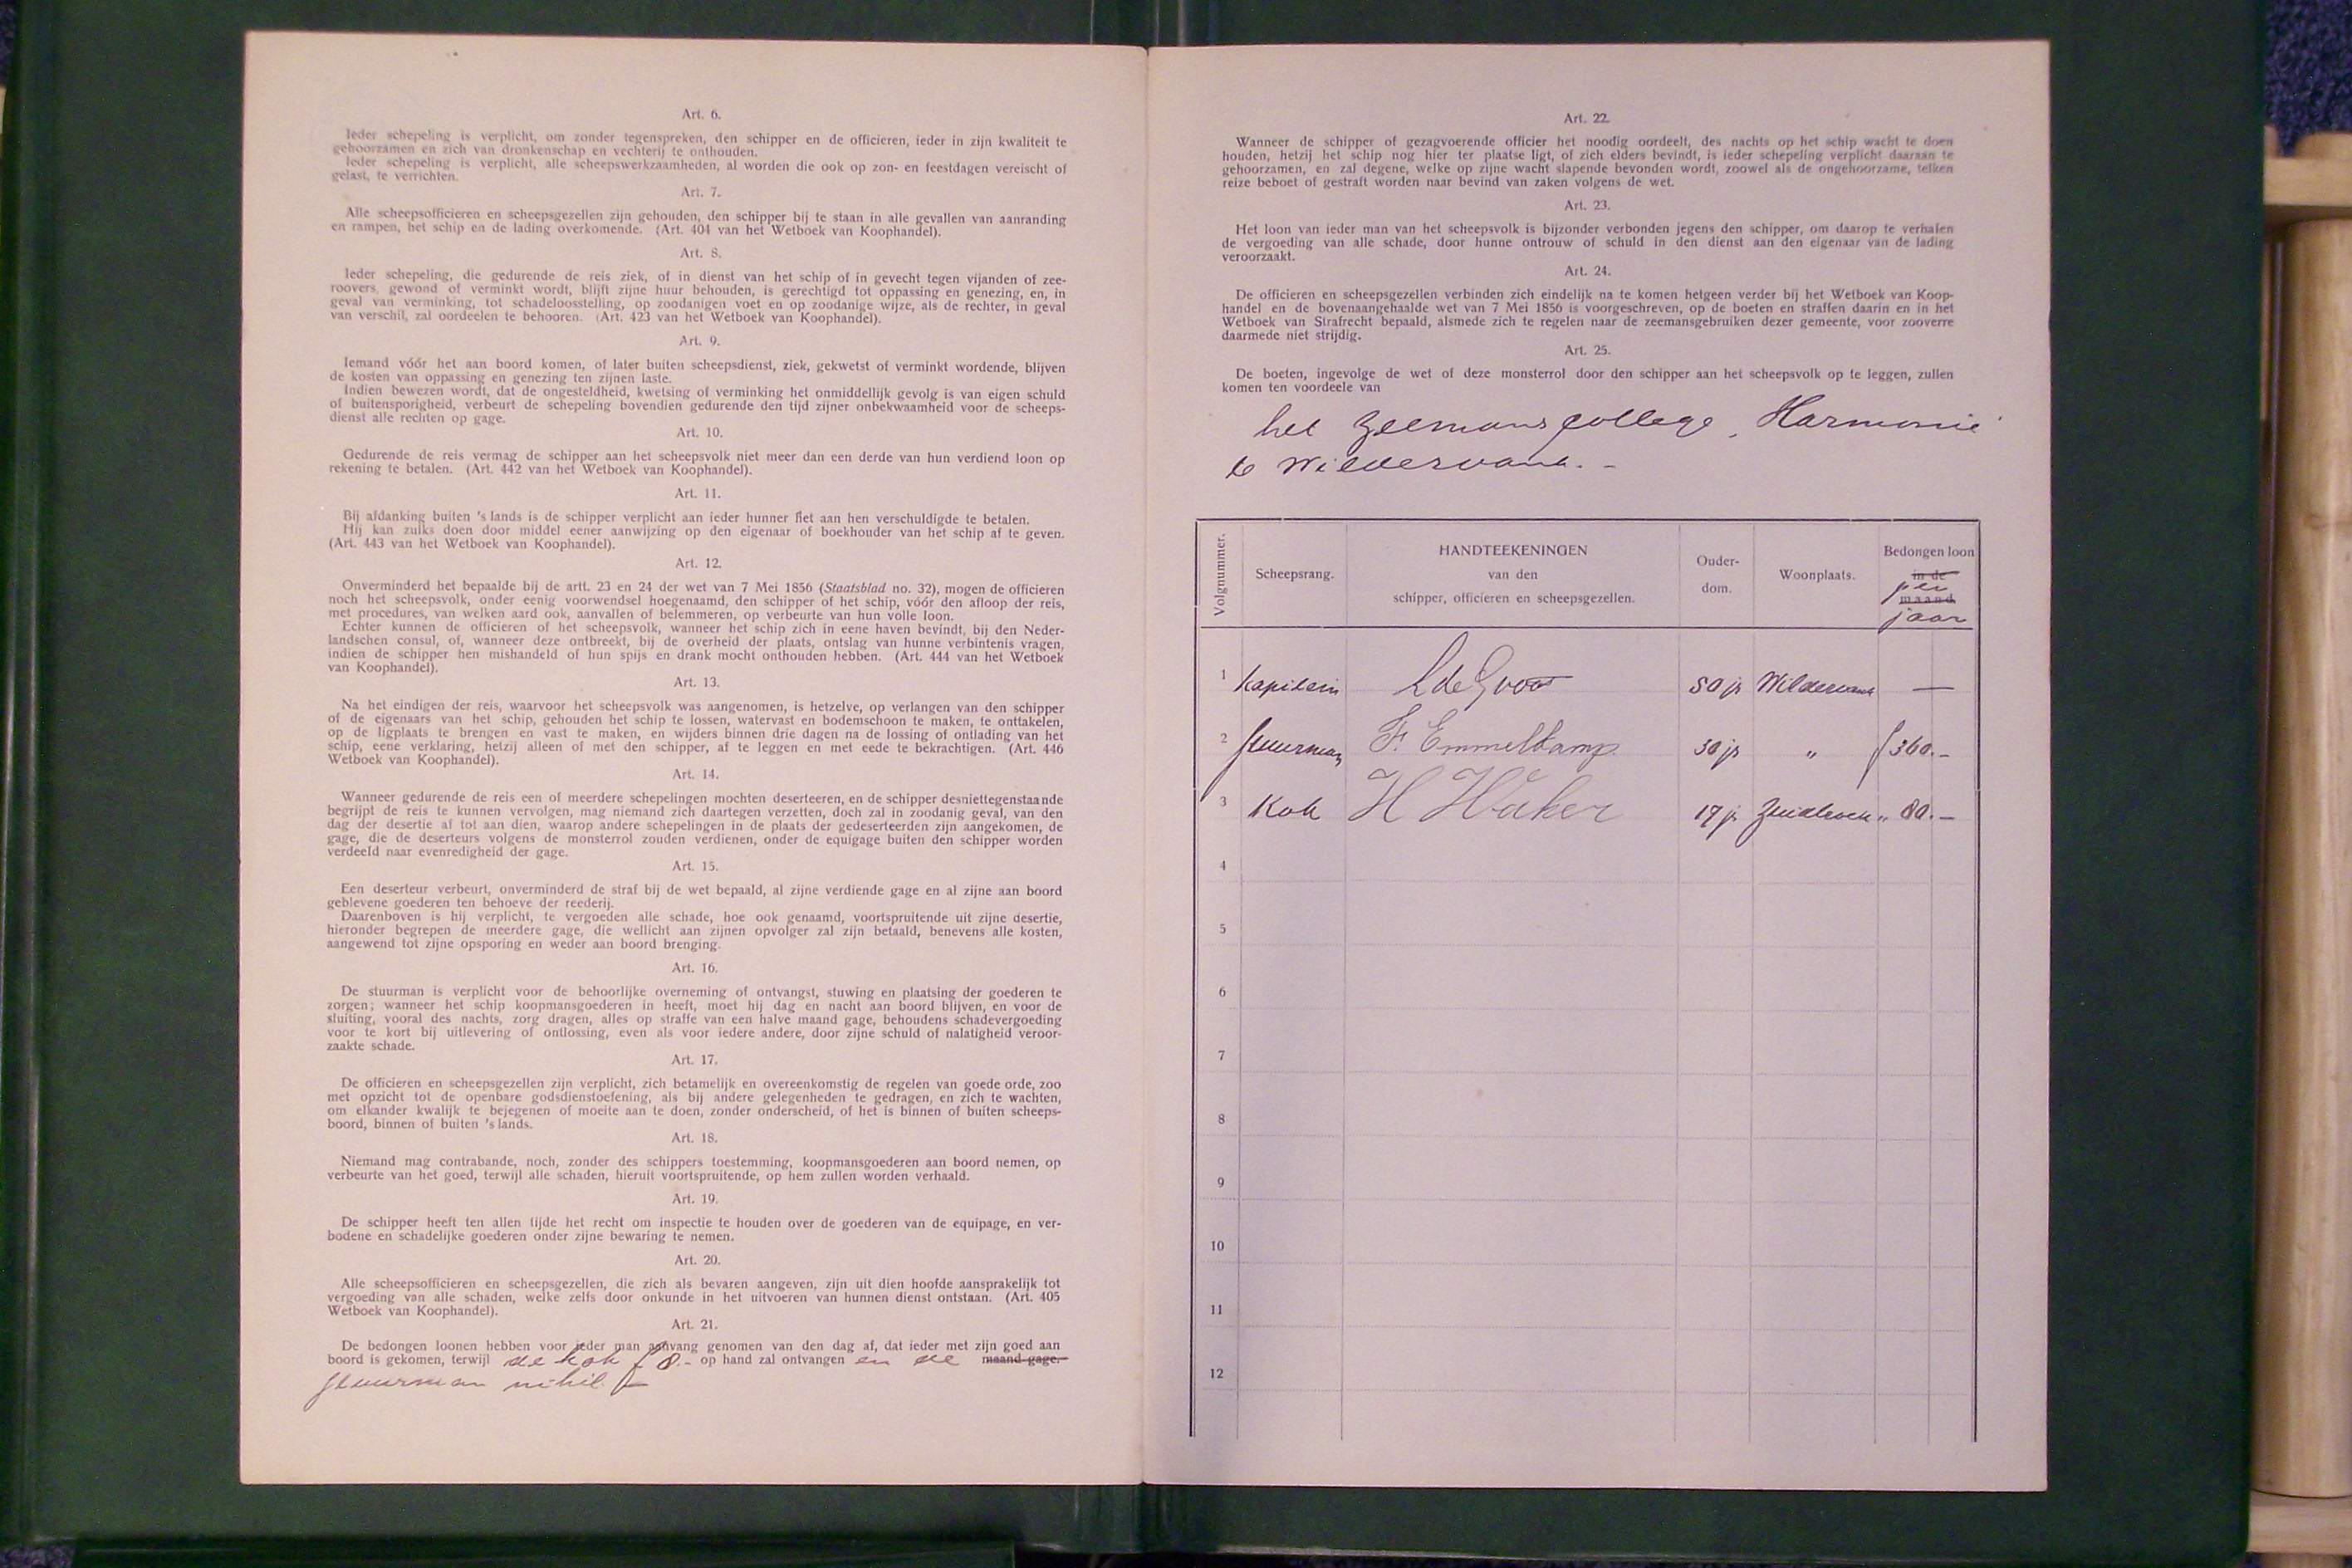 Art. 6.
Ieder schepeling is verplicht, om zonder tegenspreken, den schipper en de officieren, ieder in zijn kwaliteit te
gehoorzamen en zich van dronkenschap en vechterij te onthouden.
Ieder schepeling is verplicht, alle scheepswerkzaamheden, al worden die ook op zon- en feestdagen vereischt of
gelast, te verrichten.
Art. 7.
Alle scheepsofficieren en scheepsgezellen zijn gehouden, den schipper bij te staan in alle gevallen van aanranding
en rampen, het schip en de lading overkomende. (Art. 404 van het Wetboek van Koophandel).
Art. 8.
Ieder schepeling, die gedurende de reis ziek, of in dienst van het schip of in gevecht tegen vijanden of zee-
roovers, gewond of verminkt wordt, blijft zijne huur behouden, is gerechtigd tot oppassing en genezing, en, in
geval van verminking, tot schadeloosstelling, op zoodanigen voet en op zoodanige wijze, als de rechter, in geval
van verschil, zal oordeelen te behooren. (Art. 423 van het Wetboek van Koophandel).
Art. 9.
Iemand vóór het aan boord komen, of later buiten scheepsdienst, ziek, gekwetst of verminkt wordende, blijven
de kosten van oppassing en genezing ten zijnen laste.
Indien bewezen wordt, dat de ongesteldheid, kwetsing of verminking het onmiddellijk gevolg is van eigen schuld
of buitensporigheid, verbeurt de schepeling bovendien gedurende den tijd zijner onbekwaamheid voor de scheeps-
dienst alle rechten op gage.
Art. 10.
Gedurende de reis vermag de schipper aan het scheepsvolk niet meer dan een derde van hun verdiend loon op
rekening te betalen. (Art. 442 van het Wetboek van Koophandel).
Art. 11.
Bij afdanking buiten 's lands is de schipper verplicht aan ieder hunner het aan hen verschuldigde te betalen.
Hij kan zulks doen door middel eener aanwijzing op den eigenaar of boekhouder van het schip af te geven.
(Art. 443 van het Wetboek van Koophandel).
Art. 12.
Onverminderd het bepaalde bij de artt. 23 en 24 der wet van 7 Mei 1856 (Staatsblad no. 32), mogen de officieren
noch het scheepsvolk, onder eenig voorwendsel hoegenaamd, den schipper of het schip, vóór den afloop der reis,
met procedures, van welken aard ook, aanvallen of belemmeren, op verbeurte van hun volle loon.
Echter kunnen de officieren of het scheepsvolk, wanneer het schip zich in eene haven bevindt, bij den Neder-
landschen consul, of, wanneer deze ontbreekt, bij de overheid der plaats, ontslag van hunne verbintenis vragen,
indien de schipper hen mishandeld of hun spijs en drank mocht onthouden hebben. (Art. 444 van het Wetboek
van Koophandel).
Art. 13.
Na het eindigen der reis, waarvoor het scheepsvolk was aangenomen, is hetzelve, op verlangen van den schipper
of de eigenaars van het schip, gehouden het schip te lossen, watervast en bodemschoon te maken, te onttakelen,
op de ligplaats te brengen en vast te maken, en wijders binnen drie dagen na de lossing of ontlading van het
schip, eene verklaring, hetzij alleen of met den schipper, af te leggen en met eede te bekrachtigen. (Art. 446
Wetboek van Koophandel).
Art. 14.
Wanneer gedurende de reis een of meerdere schepelingen mochten deserteeren, en de schipper desniettegenstaande
begrijpt de reis te kunnen vervolgen, mag niemand zich daartegen verzetten, doch zal in zoodanig geval, van den
dag der desertie af tot aan dien, waarop andere schepelingen in de plaats der gedeserteerden zijn aangekomen, de
gage, die de deserteurs volgens de monsterrol zouden verdienen, onder de equipage buiten den schipper worden
verdeeld naar evenredigheid der gage.
Art. 15.
Een deserteur verbeurt, onverminderd de straf bij de wet bepaald, al zijne verdiende gage en al zijne aan boord
geblevene goederen ten behoeve der reederij.
Daarenboven is hij verplicht, te vergoeden alle schade, hoe ook genaamd, voortspruitende uit zijne desertie,
hieronder begrepen de meerdere gage, die wellicht aan zijnen opvolger zal zijn betaald, benevens alle kosten,
aangewend tot zijne opsporing en weder aan boord brenging.
Art. 16.
De stuurman is verplicht voor de behoorlijke overneming of ontvangst, stuwing en plaatsing der goederen te
zorgen; wanneer het schip koopmansgoederen in heeft, moet hij dag en nacht aan boord blijven, en voor de
sluiting, vooral des nachts, zorg dragen, alles op straffe van een halve maand gage, behoudens schadevergoeding
voor te kort bij uitlevering of ontlossing, even als voor iedere andere, door zijne schuld of nalatigheid veroor-
zaakte schade.
Art. 17.
De officieren en scheepsgezellen zijn verplicht, zich betamelijk en overeenkomstig de regelen van goede orde, zoo
met opzicht tot de openbare godsdienstoefening, als bij andere gelegenheden te gedragen, en zich te wachten,
om elkander kwalijk te bejegenen of moeite aan te doen, zonder onderscheid, of het is binnen of buiten scheeps-
boord, binnen of buiten 's lands.
Art. 18.
Niemand mag contrabande, noch, zonder des schippers toestemming, koopmansgoederen aan boord nemen, op
verbeurte van het goed, terwijl alle schaden, hieruit voortspruitende, op hem zullen worden verhaald.
Art. 19.
De schipper heeft ten allen tijde het recht om inspectie te houden over de goederen van de equipage, en ver-
bodene en schadelijke goederen onder zijne bewaring te nemen.
Art. 20.
Alle scheepsofficieren en scheepsgezellen, die zich als bevaren aangeven, zijn uit dien hoofde aansprakelijk tot
vergoeding van alle schaden, welke zelfs door onkunde in het uitvoeren van hunnen dienst ontstaan. (Art. 405
Wetboek van Koophandel).
Art. 21.
De bedongen loonen hebben voor ieder man aanvang genomen van den dag af, dat ieder met zijn goed aan
boord is gekomen, terwijl de kok f 8.- op hand zal ontvangen en de maand gage.
stuurman nihil
Art. 22.
Wanneer de schipper of gezagvoerende officier het noodig oordeelt, des nachts op het schip wacht te doen
houden, hetzij het schip nog hier ter plaatse ligt, of zich elders bevindt, is ieder schepeling verplicht daaraan te
gehoorzamen, en zal degene, welke op zijne wacht slapende bevonden wordt, zoowel als de ongehoorzame, telken
reize beboet of gestraft worden naar bevind van zaken volgens de wet.
Art. 23.
Het loon van ieder man van het scheepsvolk is bijzonder verbonden jegens den schipper, om daarop te verhalen
de vergoeding van alle schade, door hunne ontrouw of schuld in den dienst aan den eigenaar van de lading
veroorzaakt.
Art. 24.
De officieren en scheepsgezellen verbinden zich eindelijk na te komen hetgeen verder bij het Wetboek van Koop-
handel en de bovenaangehaalde wet van 7 Mei 1856 is voorgeschreven, op de boeten en straffen daarin en in het
Wetboek van Strafrecht bepaald, alsmede zich te regelen naar de zeemansgebruiken dezer gemeente, voor zooverre
daarmede niet strijdig.
Art. 25.
De boeten, ingevolge de wet of deze monsterrol door den schipper aan het scheepsvolk op te leggen, zullen
komen ten voordeele van
het Zeemanscollege „Harmonie"
te Wildervank. -
Volgnummer. Scheepsrang. HANDTEEKENINGEN van den schipper, officieren en scheepsgezellen. Ouder-dom. Woonplaats. Bedongen loon in de maand per jaar
1 Kapitein L de Groot 50 jr Wildervank —
2 Stuurman F. Emmelkamp 30 jr „ f 360.-
3 Kok H Haker 17 jr Zuidbroek „ 80.-
4
5
6
7
8
9
10
11
12